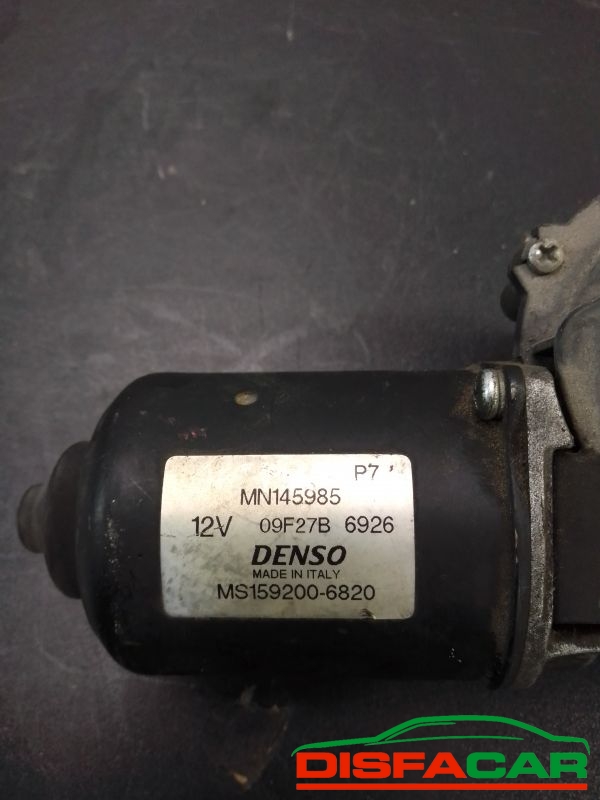 P7
MN145985
12V 09F27B 6926
DENSO
MADE IN ITALY
MS159200-6820
DISFACAR